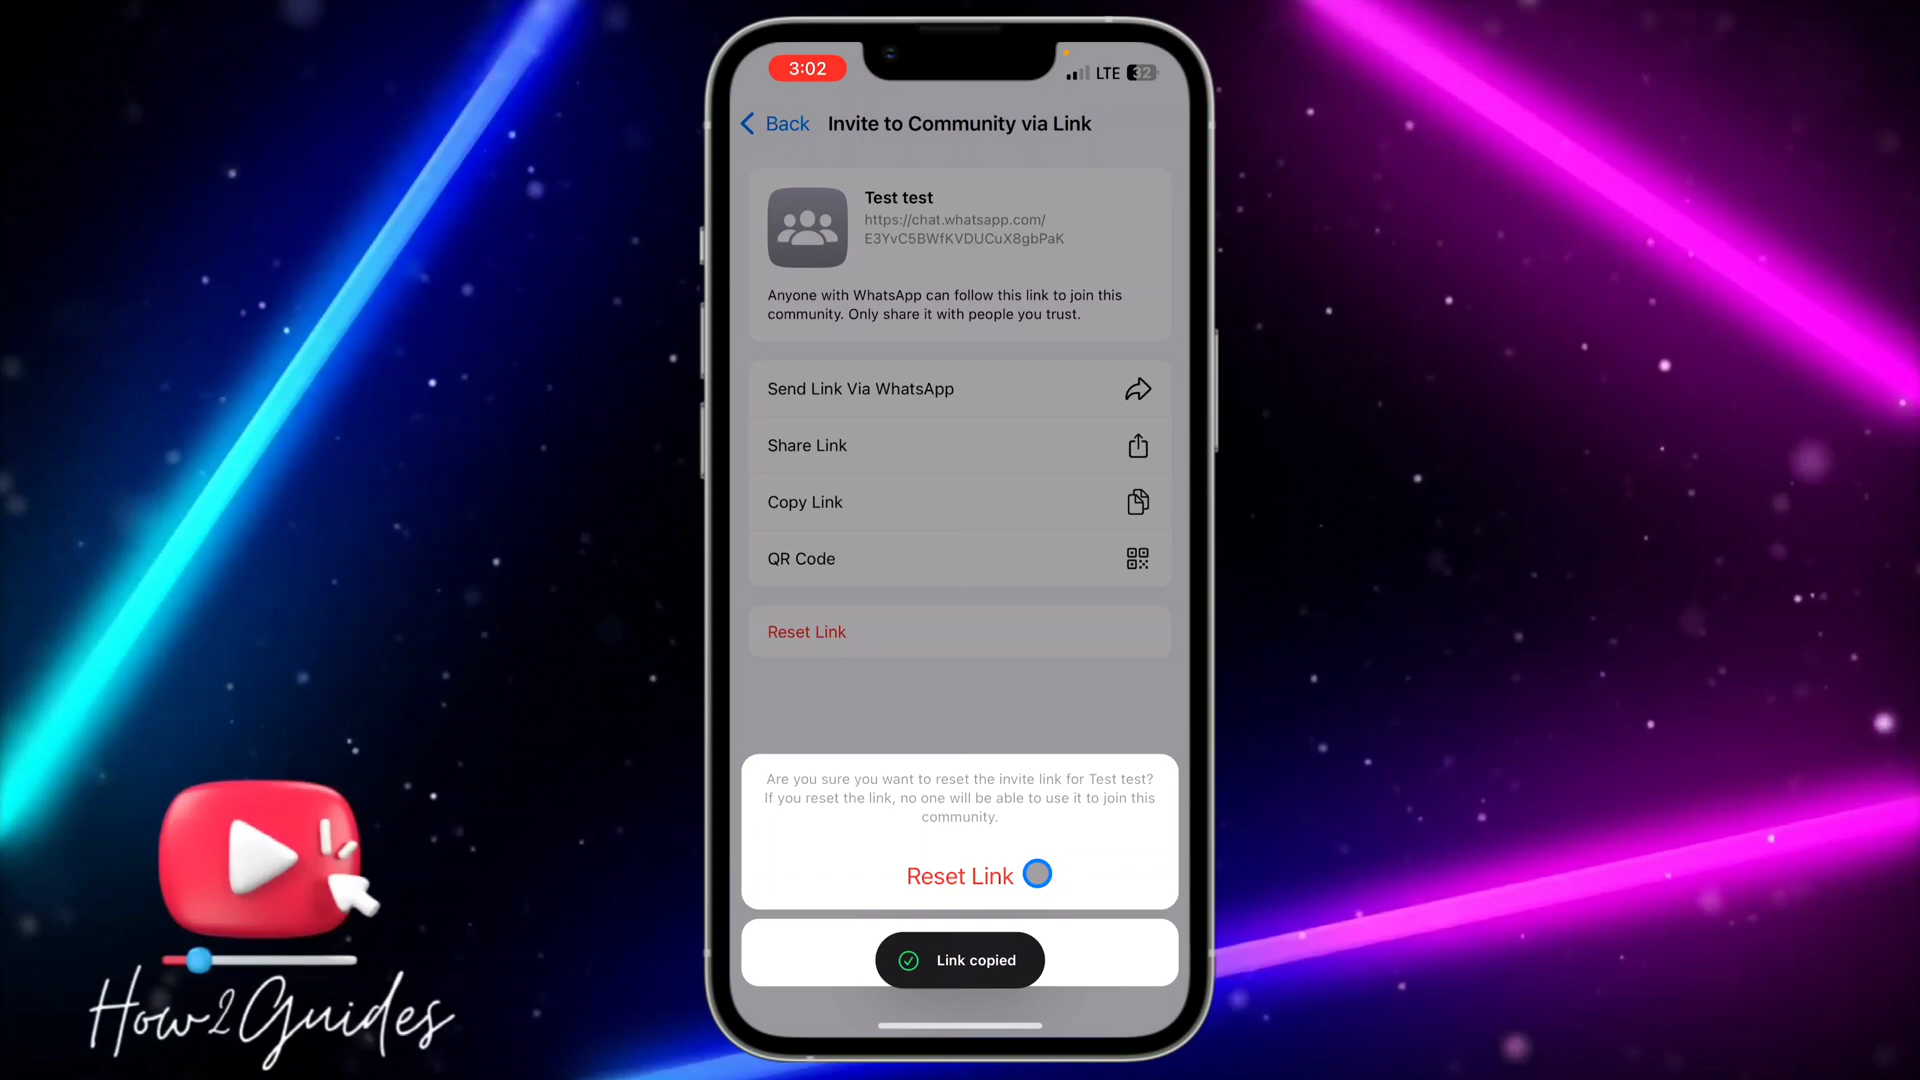 3:02
LTE 32
Back Invite to Community via Link
Test test
https://chat.whatsapp.com/
E3YvC5BWfKVDUCuX8gbPaK
Anyone with WhatsApp can follow this link to join this
community. Only share it with people you trust.
Send Link Via WhatsApp
Share Link
Copy Link
QR Code
Reset Link
Are you sure you want to reset the invite link for Test test?
If you reset the link, no one will be able to use it to join this
community.
Reset Link
Link copied
How2Guides